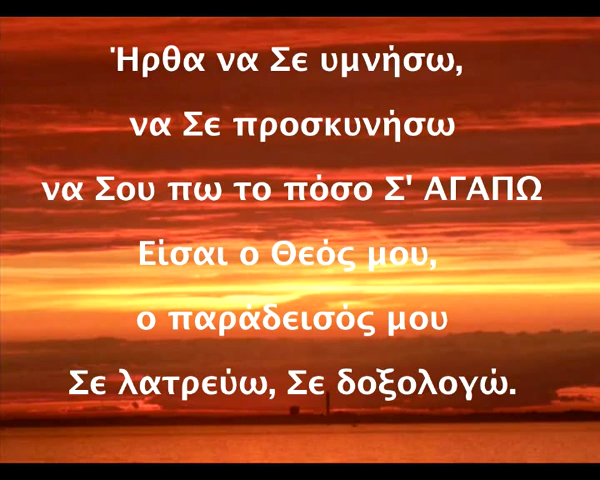 Ήρθα να Σε υμνήσω,
να Σε προσκυνήσω
να Σου πω το πόσο Σ' ΑΓΑΠΩ
Είσαι ο Θεός μου,
ο παράδεισός μου
Σε λατρεύω, Σε δοξολογώ.